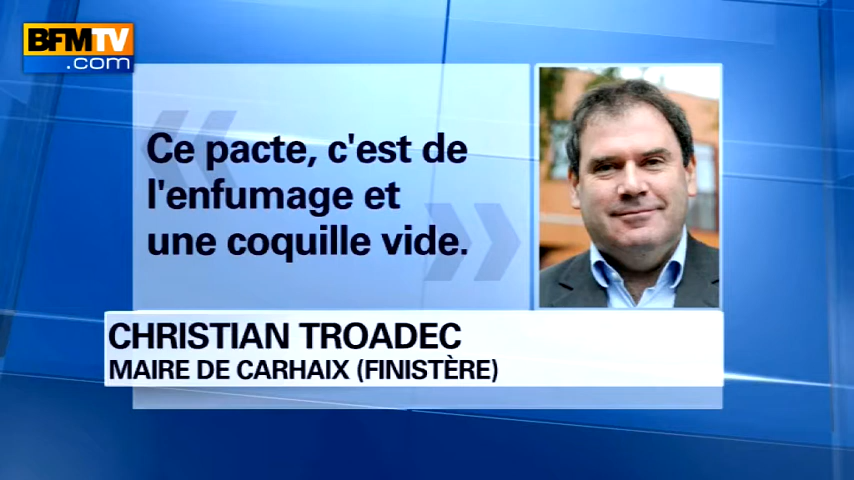 BFMTV
.com
Ce pacte, c'est de
l'enfumage et
une coquille vide.
CHRISTIAN TROADEC
MAIRE DE CARHAIX (FINISTÈRE)